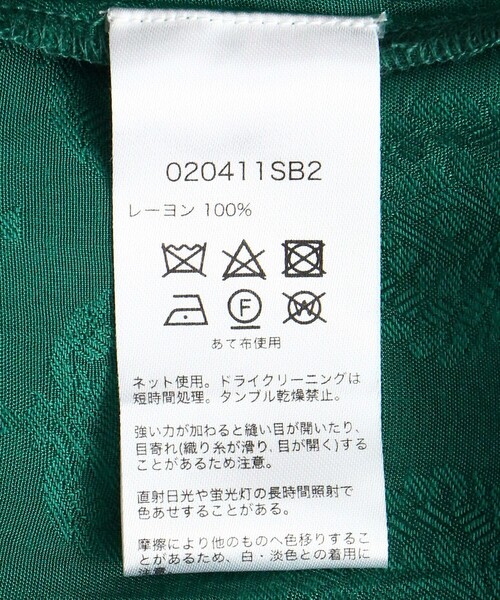 020411SB2
レーヨン 100%
F W
あて布使用
ネット使用。ドライクリーニングは
短時間処理。タンブル乾燥禁止。
強い力が加わると縫い目が開いたり、
目寄れ(織り糸が滑り、目が開く)する
ことがあるため注意。
直射日光や蛍光灯の長時間照射で
色あせすることがある。
摩擦により他のものへ色移りするこ
とがあるため、白・淡色との着用に
注意